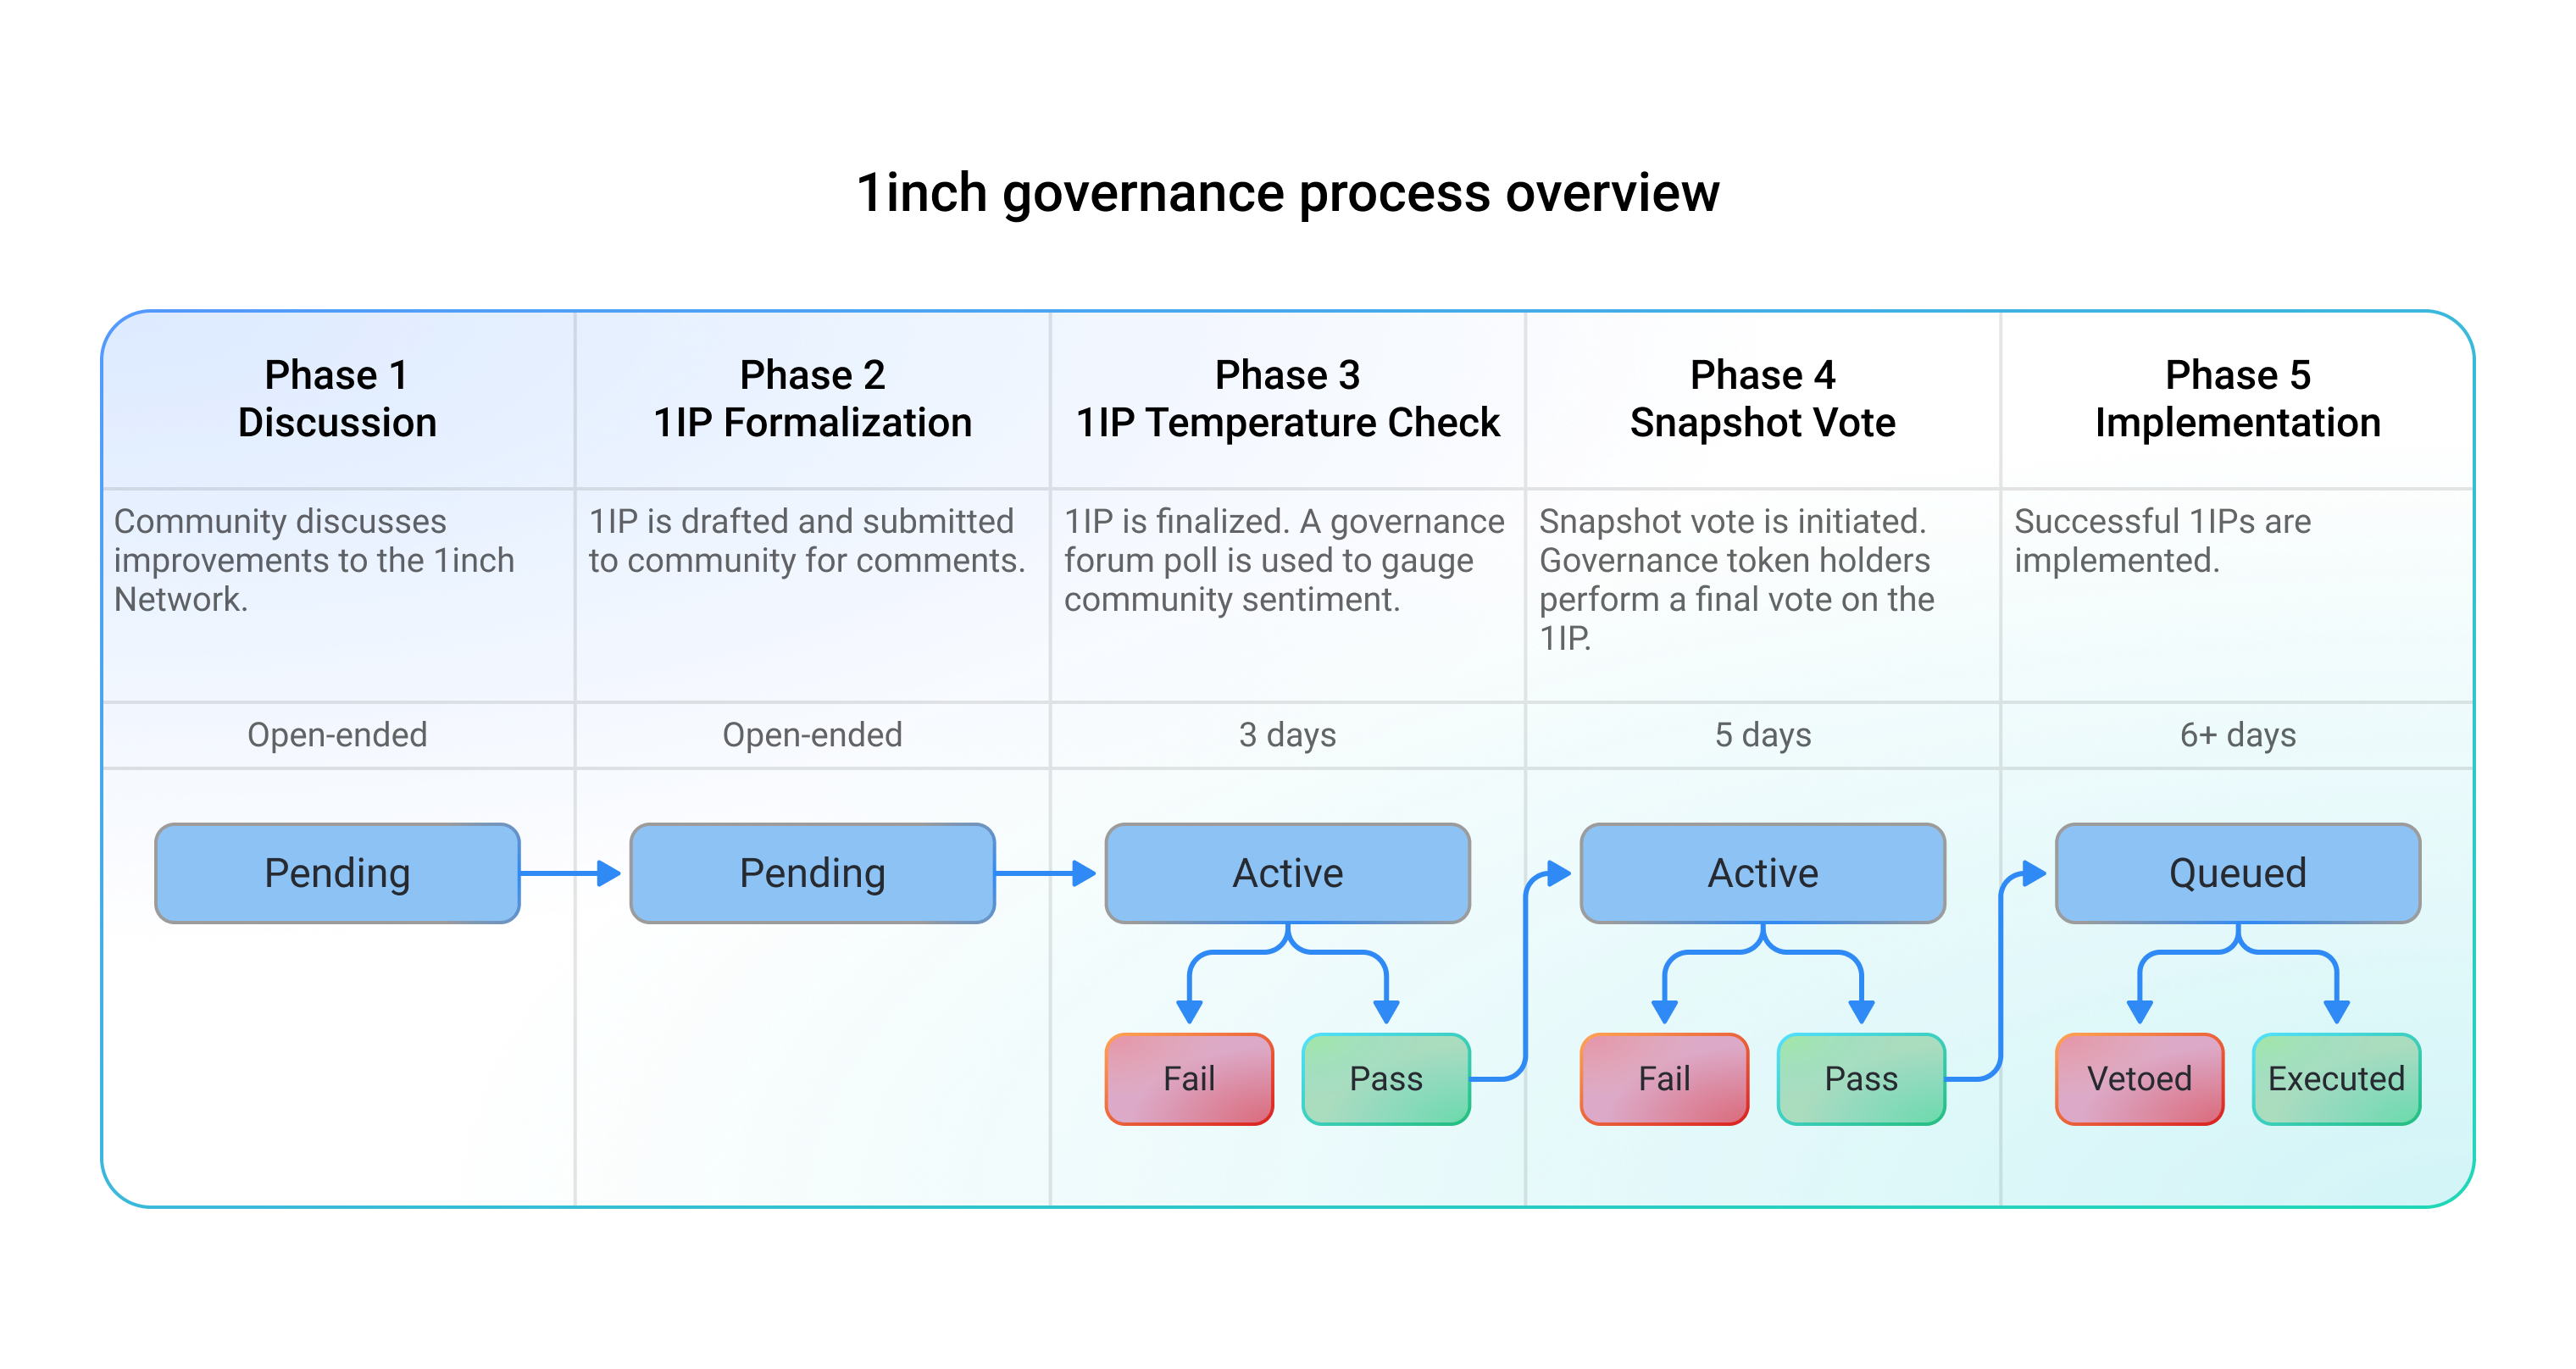 1inch governance process overview
Phase 1
Discussion
Phase 2
1IP Formalization
Phase 3
1IP Temperature Check
Phase 4
Snapshot Vote
Phase 5
Implementation
Community discusses
improvements to the 1inch
Network.
1IP is drafted and submitted
to community for comments.
1IP is finalized. A governance
forum poll is used to gauge
community sentiment.
Snapshot vote is initiated.
Governance token holders
perform a final vote on the
1IP.
Successful 1IPs are
implemented.
Open-ended
Open-ended
3 days
5 days
6+ days
Pending
Pending
Active
Active
Queued
Fail
Pass
Fail
Pass
Vetoed
Executed